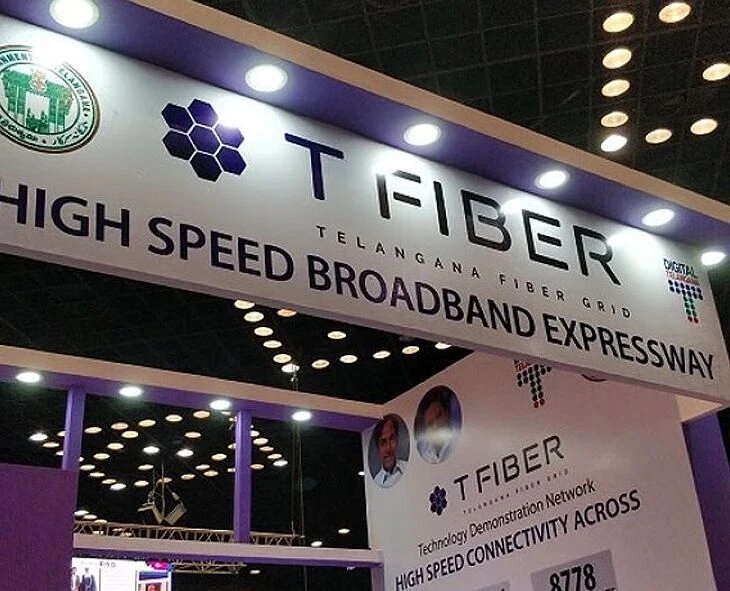 T FIBER
TELANGANA FIBER GRID
HIGH SPEED BROADBAND EXPRESSWAY
DIGITAL
TELANGANA
T
T FIBER
TELANGANA FIBER GRID
Technology Demonstration Network
HIGH SPEED CONNECTIVITY ACROSS
8778